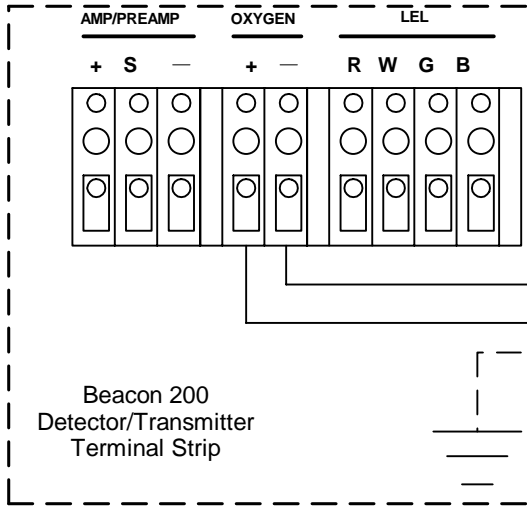 AMP/PREAMP OXYGEN LEL
+ S — + — R W G B
Beacon 200
Detector/Transmitter
Terminal Strip